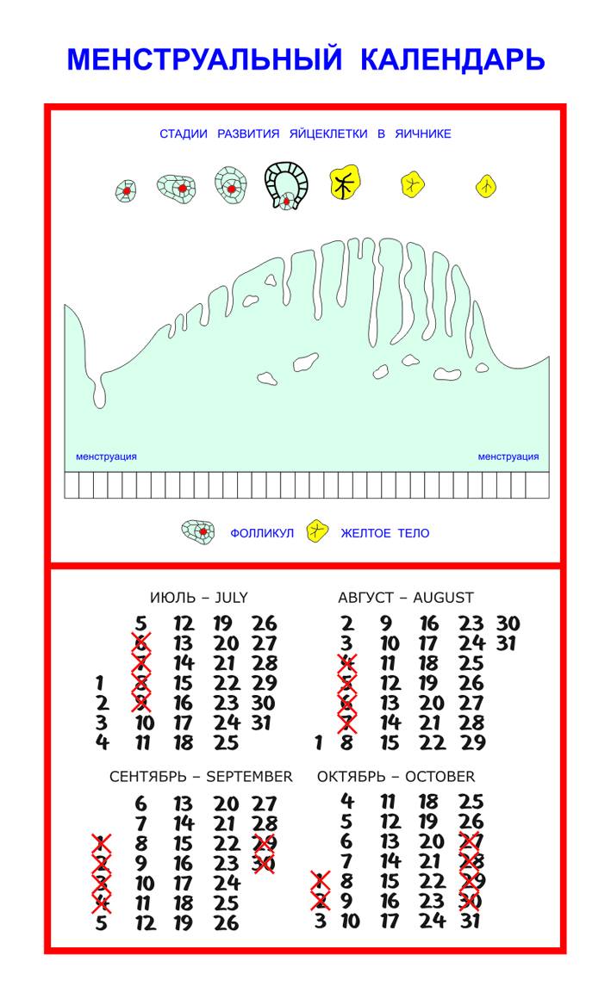 МЕНСТРУАЛЬНЫЙ КАЛЕНДАРЬ
СТАДИИ РАЗВИТИЯ ЯЙЦЕКЛЕТКИ В ЯИЧНИКЕ
менструация менструация
ФОЛЛИКУЛ ЖЕЛТОЕ ТЕЛО
ИЮЛЬ – JULY
5 12 19 26
6 13 20 27
7 14 21 28
1 8 15 22 29
2 9 16 23 30
3 10 17 24 31
4 11 18 25
АВГУСТ – AUGUST
2 9 16 23 30
3 10 17 24 31
4 11 18 25
5 12 19 26
6 13 20 27
7 14 21 28
1 8 15 22 29
СЕНТЯБРЬ – SEPTEMBER
6 13 20 27
7 14 21 28
1 8 15 22 29
2 9 16 23 30
3 10 17 24
4 11 18 25
5 12 19 26
ОКТЯБРЬ – OCTOBER
4 11 18 25
5 12 19 26
6 13 20 27
7 14 21 28
1 8 15 22 29
2 9 16 23 30
3 10 17 24 31